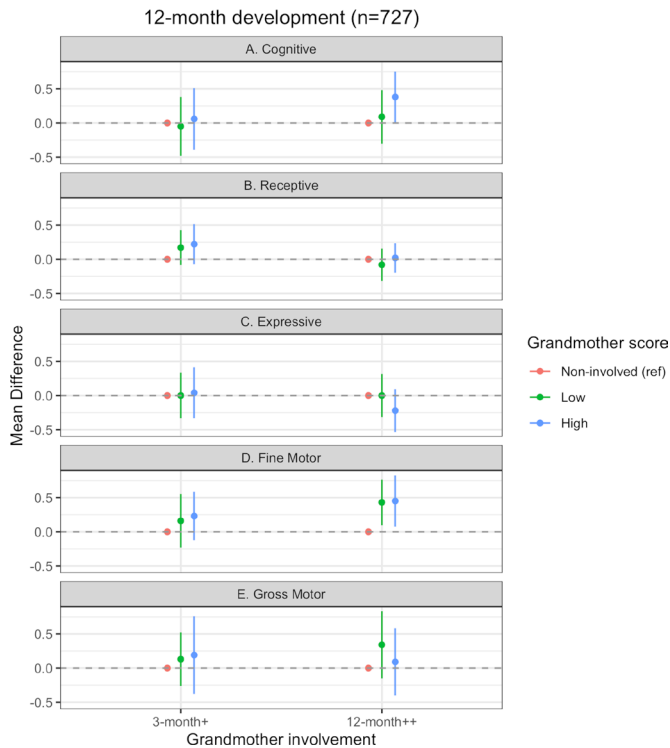 12-month development (n=727)
A. Cognitive
0.5
0.0
-0.5
B. Receptive
0.5
0.0
-0.5
C. Expressive
0.5
0.0
-0.5
D. Fine Motor
0.5
0.0
-0.5
E. Gross Motor
0.5
0.0
-0.5
3-month+ 12-month++
Grandmother involvement
Mean Difference
Grandmother score
Non-involved (ref)
Low
High